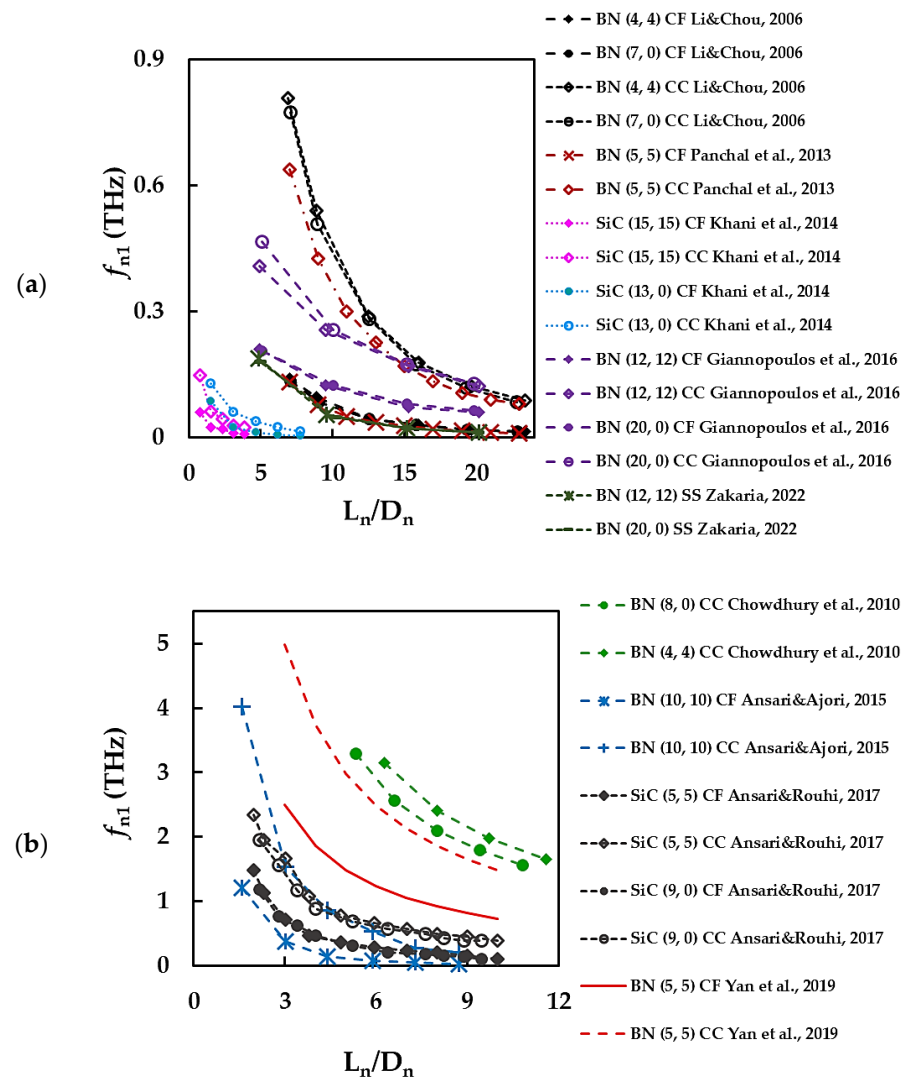 BN (4, 4) CF Li&Chou, 2006
BN (7, 0) CF Li&Chou, 2006
BN (4, 4) CC Li&Chou, 2006
BN (7, 0) CC Li&Chou, 2006
BN (5, 5) CF Panchal et al., 2013
BN (5, 5) CC Panchal et al., 2013
SiC (15, 15) CF Khani et al., 2014
SiC (15, 15) CC Khani et al., 2014
SiC (13, 0) CF Khani et al., 2014
SiC (13, 0) CC Khani et al., 2014
BN (12, 12) CF Giannopoulos et al., 2016
BN (12, 12) CC Giannopoulos et al., 2016
BN (20, 0) CF Giannopoulos et al., 2016
BN (20, 0) CC Giannopoulos et al., 2016
BN (12, 12) SS Zakaria, 2022
BN (20, 0) SS Zakaria, 2022
0.9
0.6
0.3
0
fn1 (THz)
(a)
0 5 10 15 20
Ln/Dn
BN (8, 0) CC Chowdhury et al., 2010
BN (4, 4) CC Chowdhury et al., 2010
BN (10, 10) CF Ansari&Ajori, 2015
BN (10, 10) CC Ansari&Ajori, 2015
SiC (5, 5) CF Ansari&Rouhi, 2017
SiC (5, 5) CC Ansari&Rouhi, 2017
SiC (9, 0) CF Ansari&Rouhi, 2017
SiC (9, 0) CC Ansari&Rouhi, 2017
BN (5, 5) CF Yan et al., 2019
BN (5, 5) CC Yan et al., 2019
5
4
3
2
1
0
fn1 (THz)
(b)
0 3 6 9 12
Ln/Dn